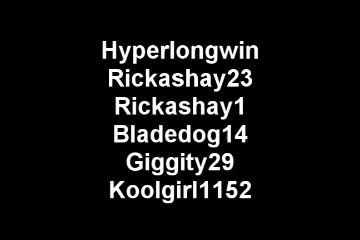 Hyperlongwin
Rickashay23
Rickashay1
Bladedog14
Giggity29
Koolgirl1152